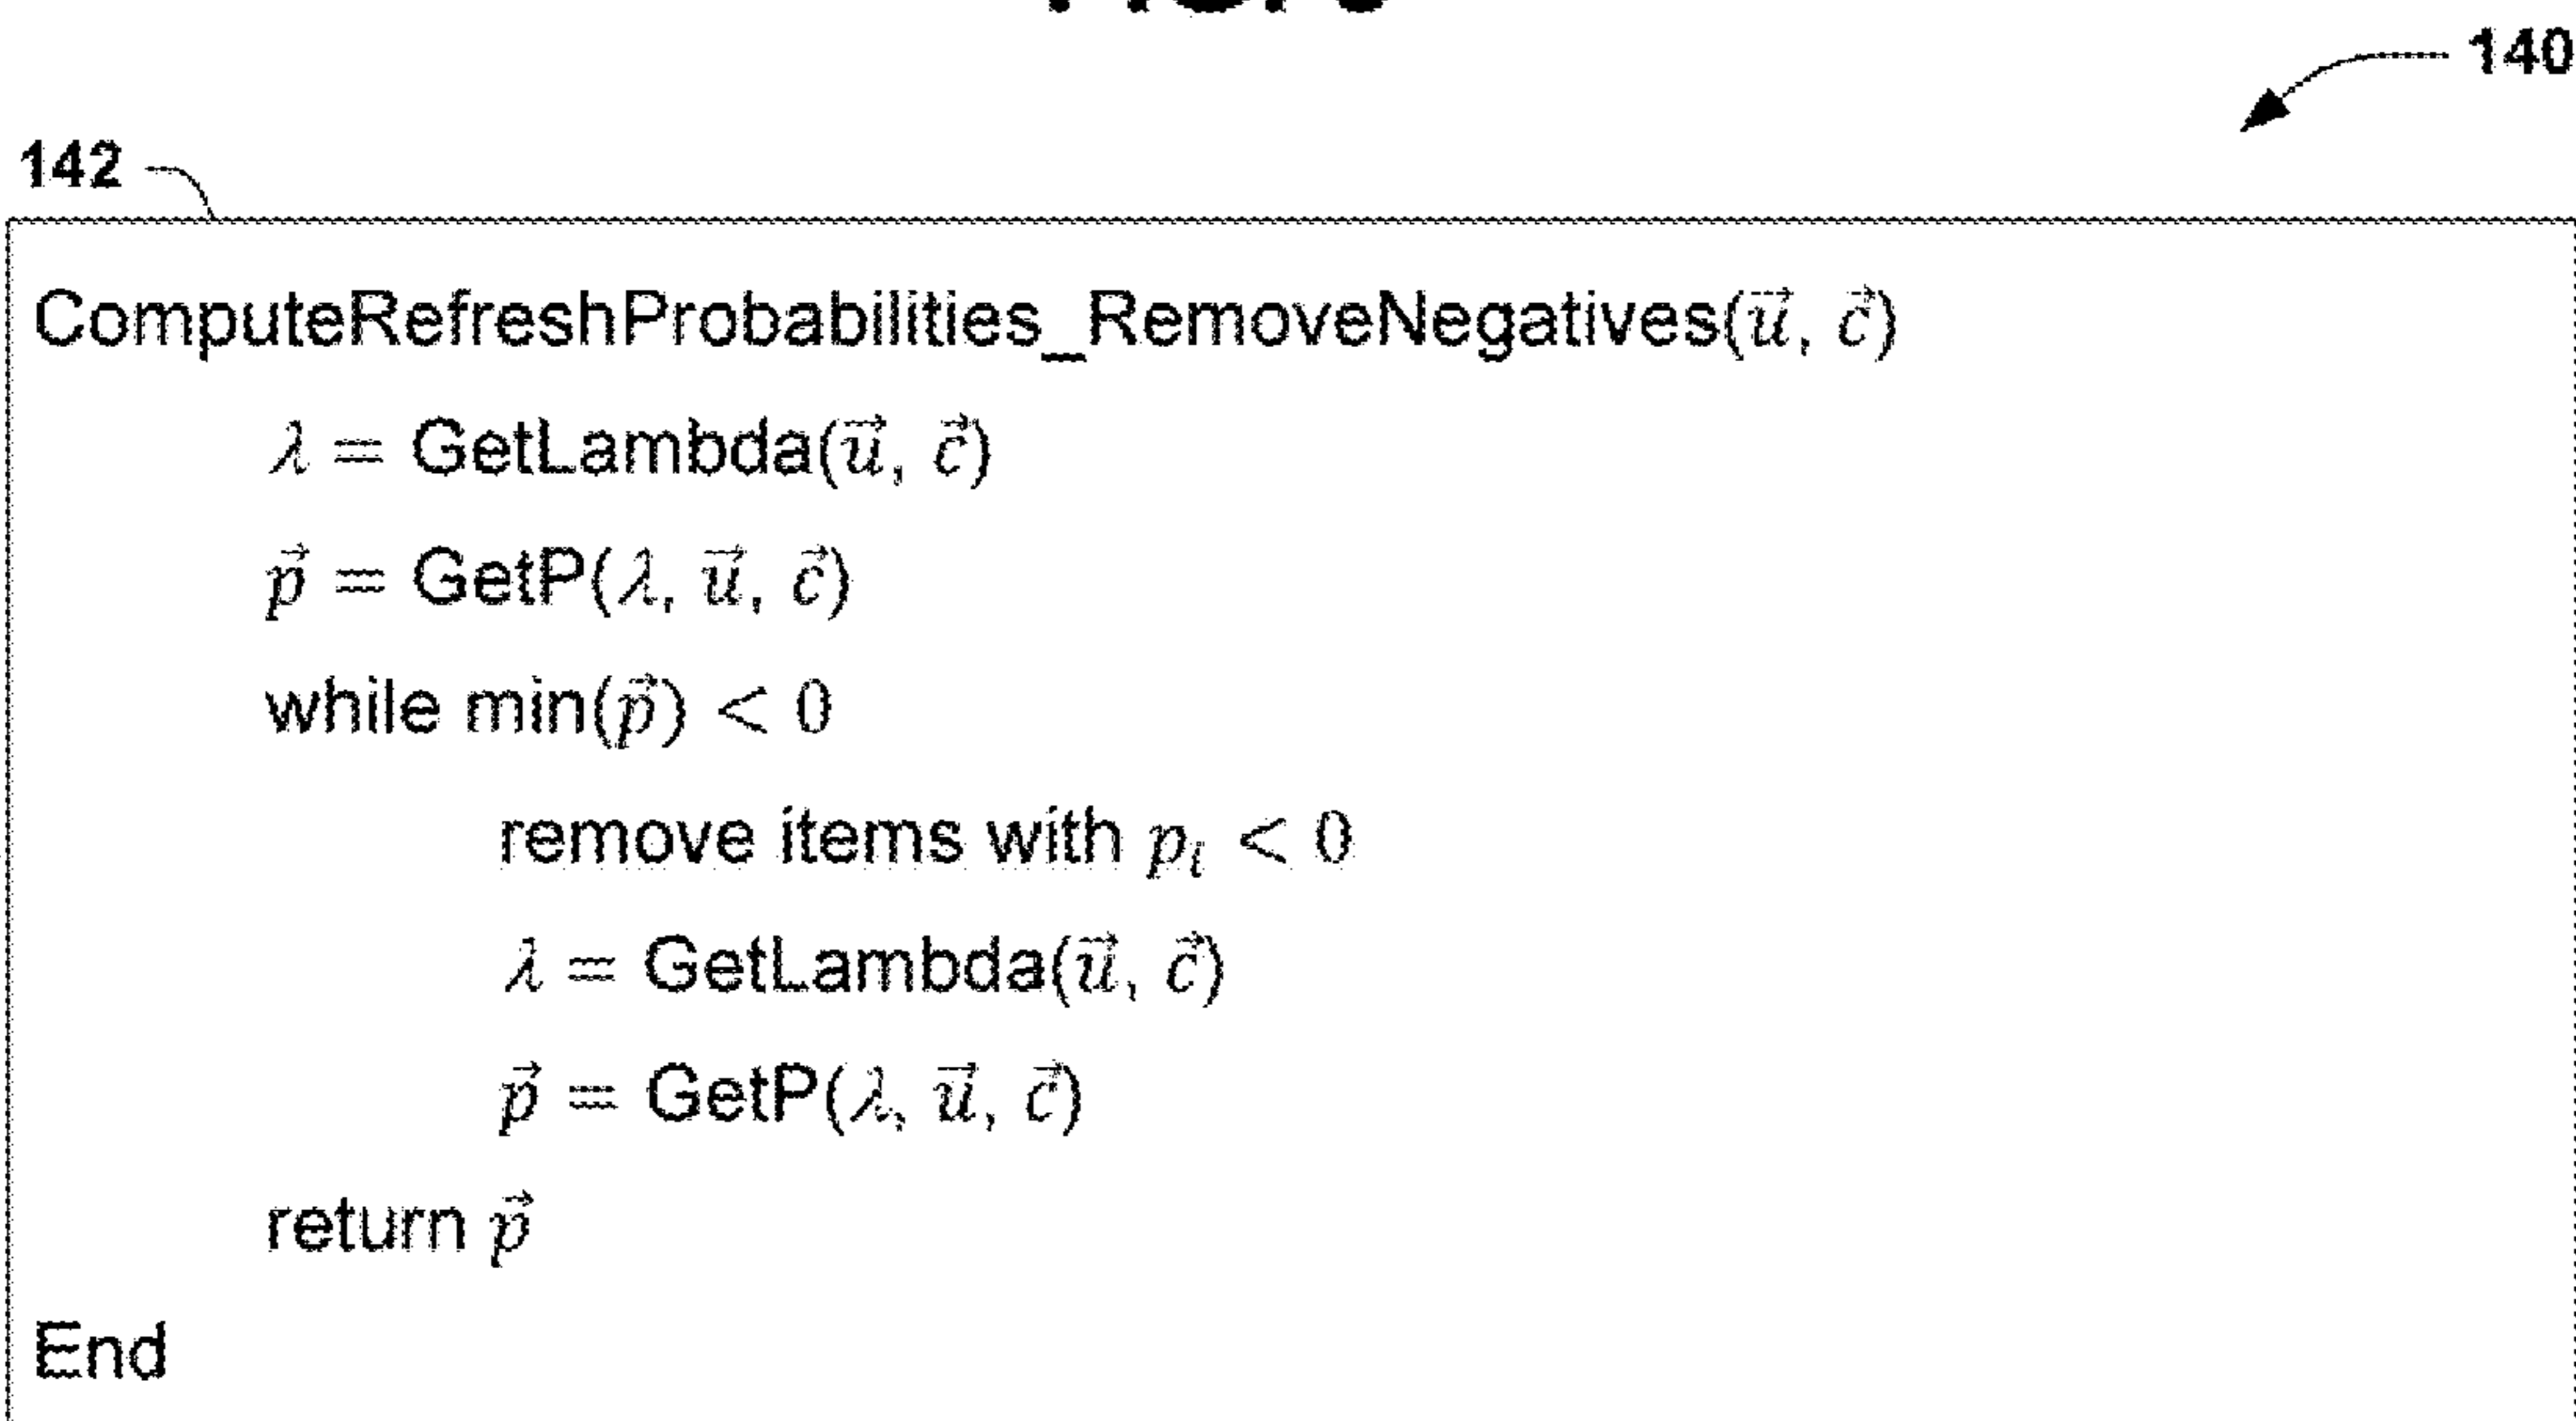 140
142
ComputeRefreshProbabilities_RemoveNegatives(u⃗, c⃗)
λ = GetLambda(u⃗, c⃗)
p⃗ = GetP(λ, u⃗, c⃗)
while min(p⃗) < 0
remove items with pᵢ < 0
λ = GetLambda(u⃗, c⃗)
p⃗ = GetP(λ, u⃗, c⃗)
return p⃗
End